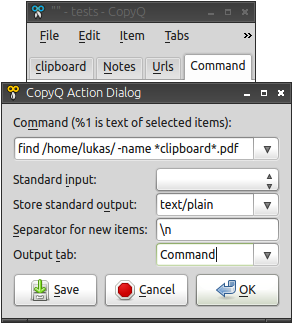 "" - tests - CopyQ
File Edit Item Tabs »
clipboard Notes Urls Command
CopyQ Action Dialog
Command (%1 is text of selected items):
find /home/lukas/ -name *clipboard*.pdf
Standard input:
Store standard output: text/plain
Separator for new items: \n
Output tab: Command
Save Cancel OK